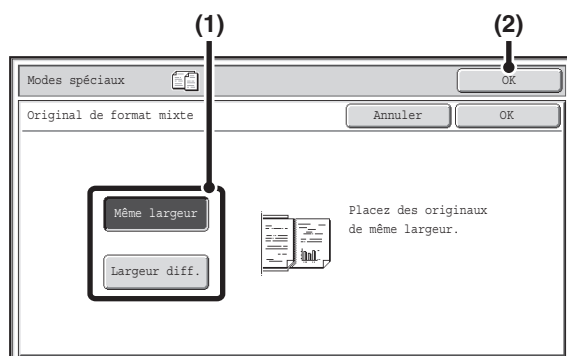 (1) (2)
Modes spéciaux OK
Original de format mixte Annuler OK
Même largeur
Placez des originaux
de même largeur.
Largeur diff.